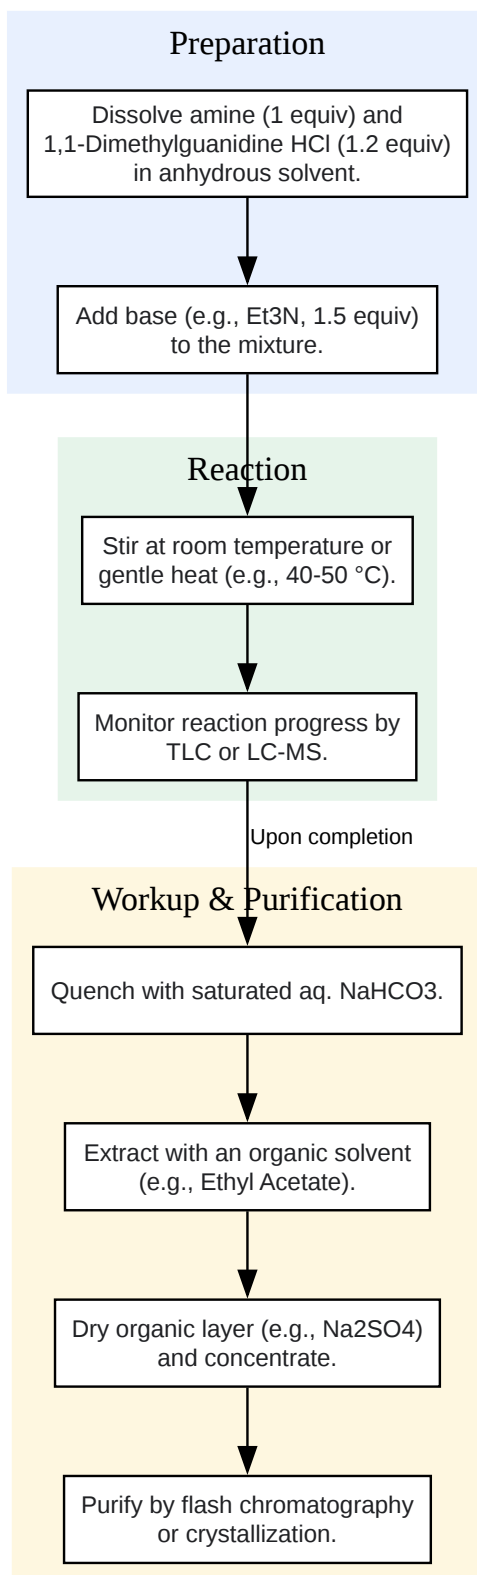 Preparation
Dissolve amine (1 equiv) and
1,1-Dimethylguanidine HCl (1.2 equiv)
in anhydrous solvent.
Add base (e.g., Et3N, 1.5 equiv)
to the mixture.
Reaction
Stir at room temperature or
gentle heat (e.g., 40-50 °C).
Monitor reaction progress by
TLC or LC-MS.
Upon completion
Workup & Purification
Quench with saturated aq. NaHCO3.
Extract with an organic solvent
(e.g., Ethyl Acetate).
Dry organic layer (e.g., Na2SO4)
and concentrate.
Purify by flash chromatography
or crystallization.